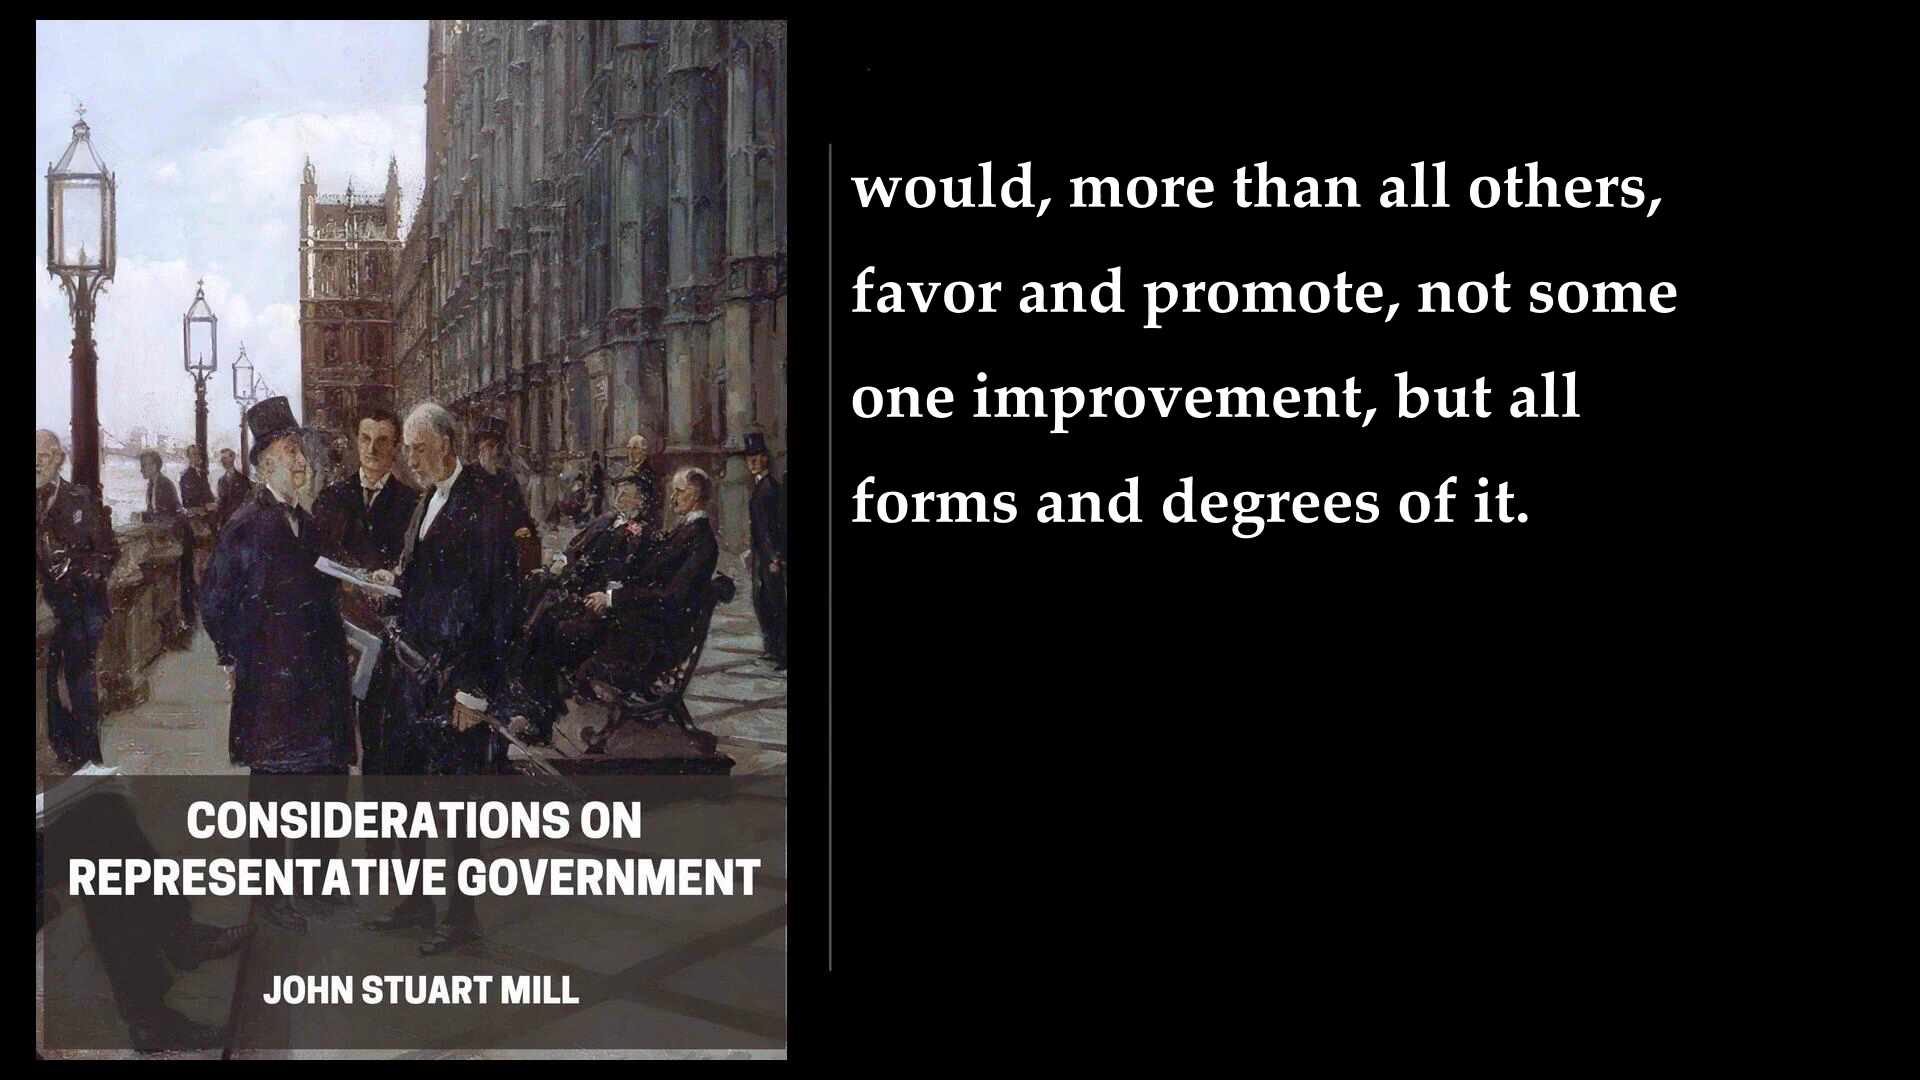 would, more than all others,
favor and promote, not some
one improvement, but all
forms and degrees of it.
CONSIDERATIONS ON
REPRESENTATIVE GOVERNMENT
JOHN STUART MILL